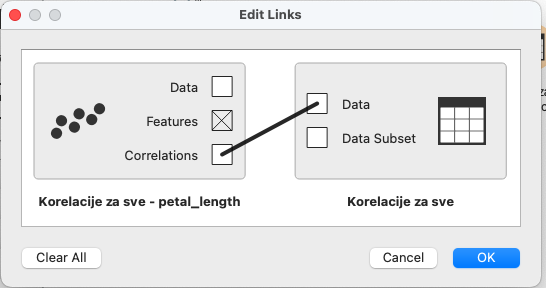 Edit Links
Data
Features
Correlations
Data
Data Subset
Korelacije za sve - petal_length
Korelacije za sve
Clear All
Cancel
OK